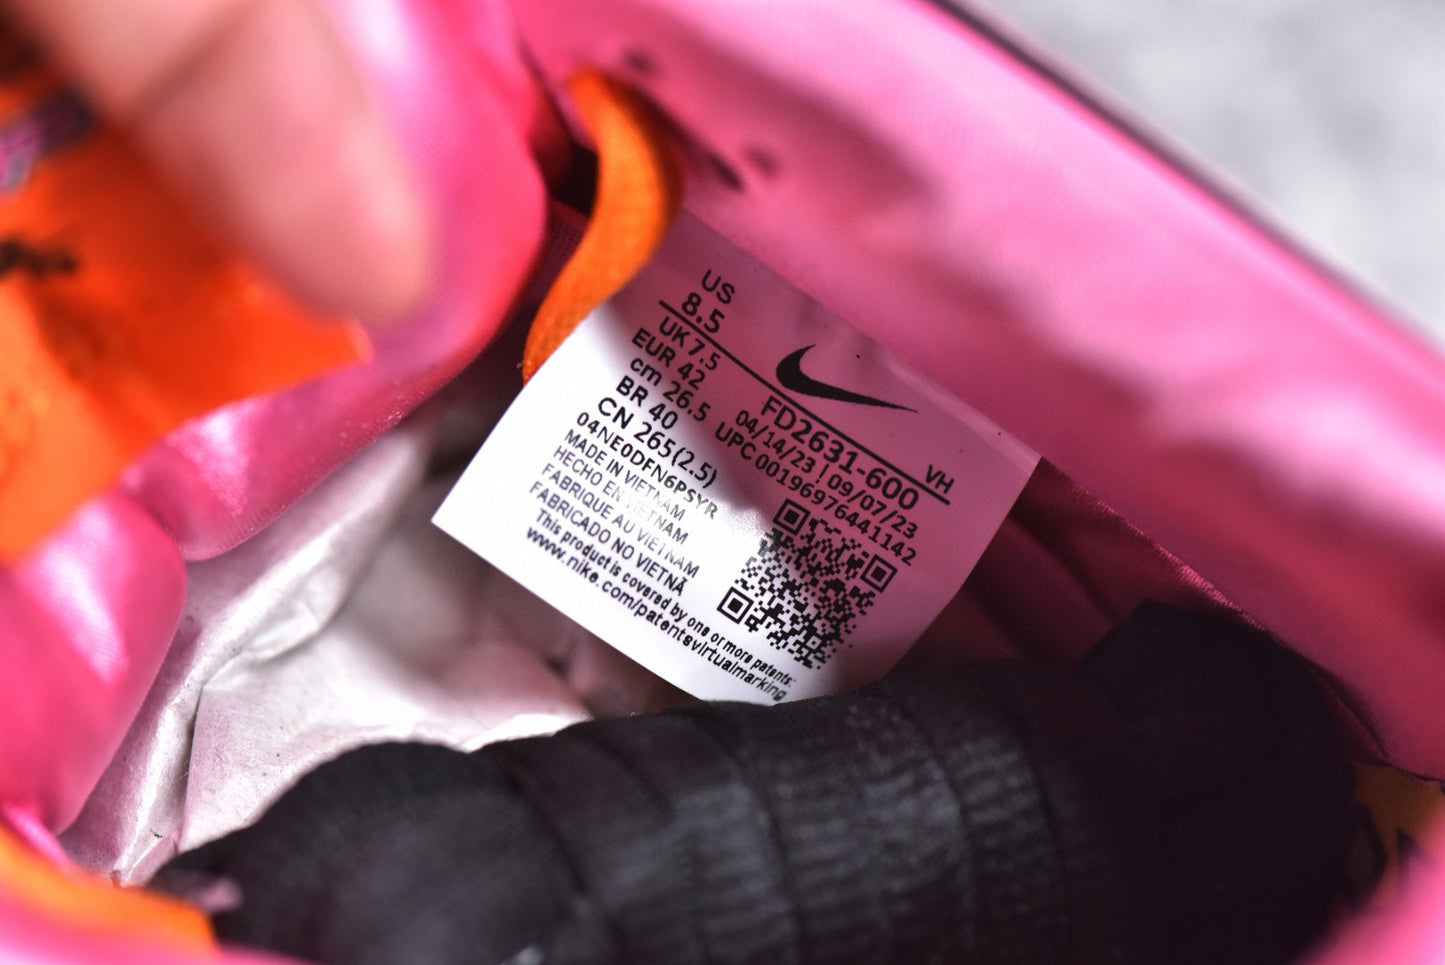 US
8.5
UK 7.5
EUR 42
cm 26.5
BR 40
CN 265(2.5)
04NE0DFN6PSYR
MADE IN VIETNAM
HECHO EN VIETNAM
FABRIQUE AU VIETNAM
FABRICADO NO VIETNÃ
This product is covered by one or more patents:
www.nike.com/patentsvirtualmarking
FD2631-600
VH
04/14/23 | 09/07/23
UPC 00196976441142